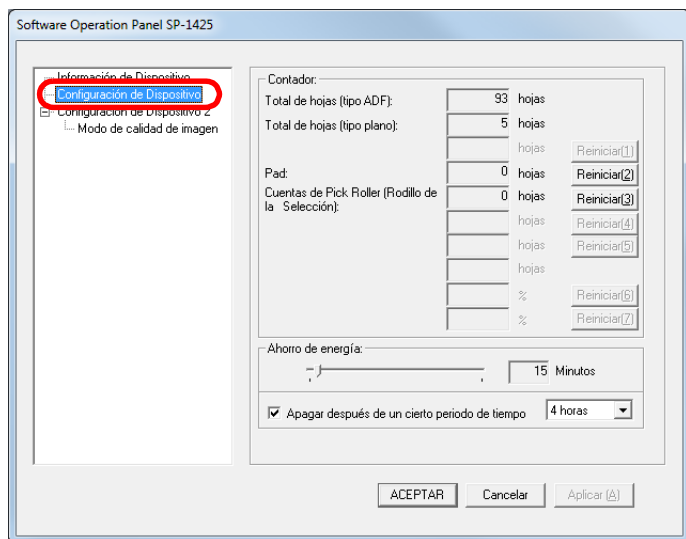 Software Operation Panel SP-1425
Información de Dispositivo
Configuración de Dispositivo
Configuración de Dispositivo 2
Modo de calidad de imagen
Contador:
Total de hojas (tipo ADF): 93 hojas
Total de hojas (tipo plano): 5 hojas
hojas Reiniciar(1)
Pad: 0 hojas Reiniciar(2)
Cuentas de Pick Roller (Rodillo de la Selección): 0 hojas Reiniciar(3)
hojas Reiniciar(4)
hojas Reiniciar(5)
hojas
% Reiniciar(6)
% Reiniciar(7)
Ahorro de energía:
15 Minutos
Apagar después de un cierto periodo de tiempo 4 horas
ACEPTAR Cancelar Aplicar (A)